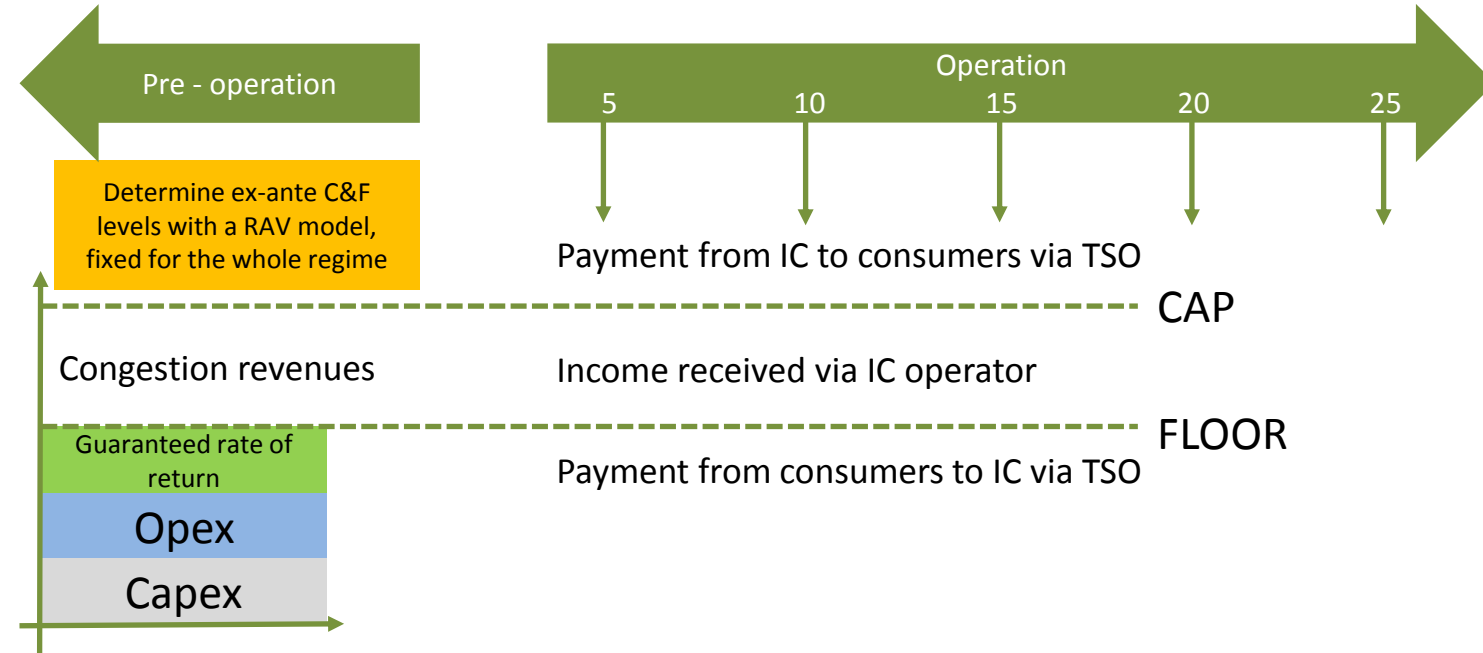 Pre - operation
Operation
5 10 15 20 25
Determine ex-ante C&F
levels with a RAV model,
fixed for the whole regime
Payment from IC to consumers via TSO
CAP
Congestion revenues
Income received via IC operator
FLOOR
Guaranteed rate of
return
Payment from consumers to IC via TSO
Opex
Capex